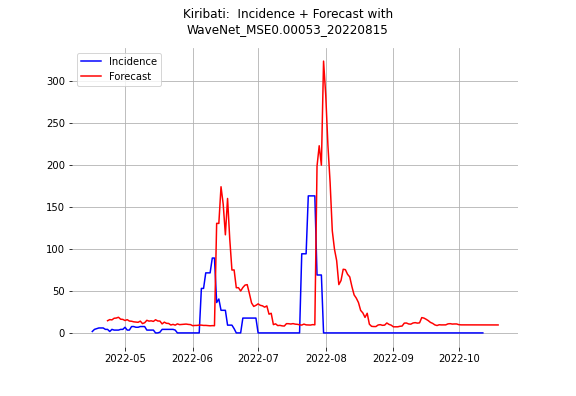 Kiribati:  Incidence + Forecast with
WaveNet_MSE0.00053_20220815
Incidence
Forecast
300
250
200
150
100
50
0
2022-05 2022-06 2022-07 2022-08 2022-09 2022-10